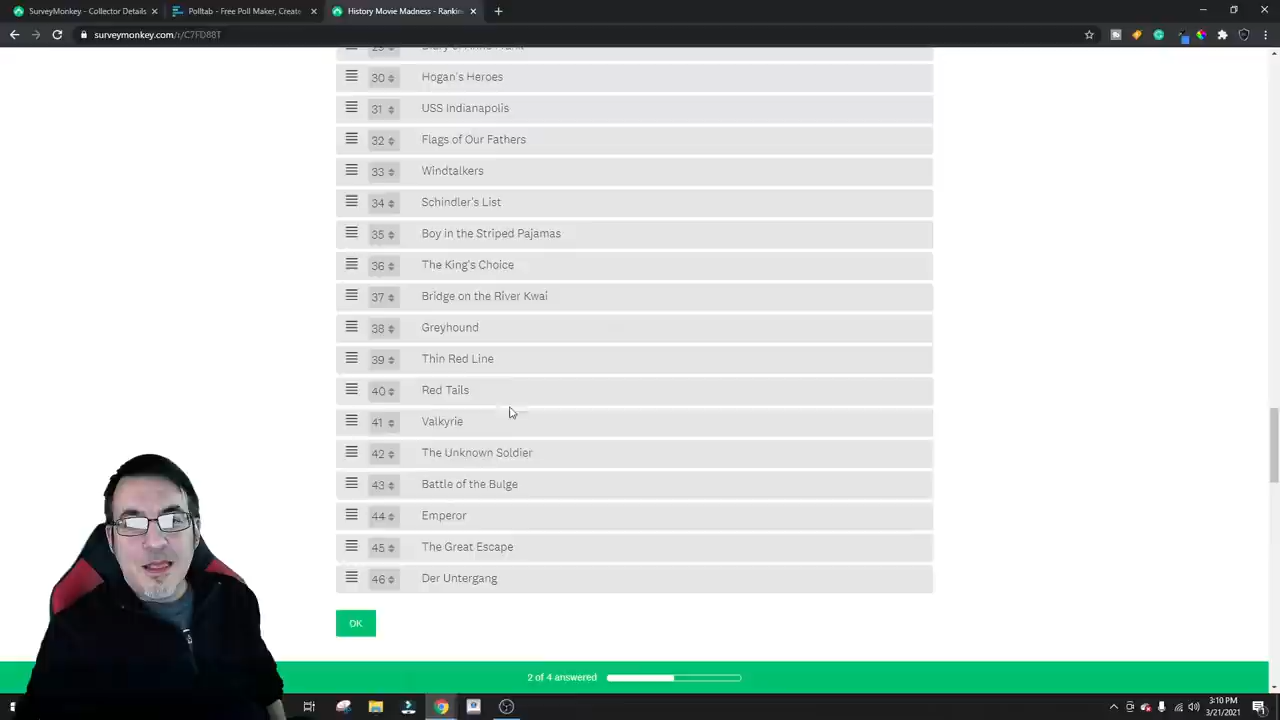 SurveyMonkey - Collector Details
Polltab - Free Poll Maker, Create
History Movie Madness - Rankin
surveymonkey.com/r/C7FD88T
29
30 Hogan's Heroes
31 USS Indianapolis
32 Flags of Our Fathers
33 Windtalkers
34 Schindler's List
35 Boy in the Striped Pajamas
36 The King's Choice
37 Bridge on the River Kwai
38 Greyhound
39 Thin Red Line
40 Red Tails
41 Valkyrie
42 The Unknown Soldier
43 Battle of the Bulge
44 Emperor
45 The Great Escape
46 Der Untergang
OK
2 of 4 answered
3:10 PM
3/21/2021